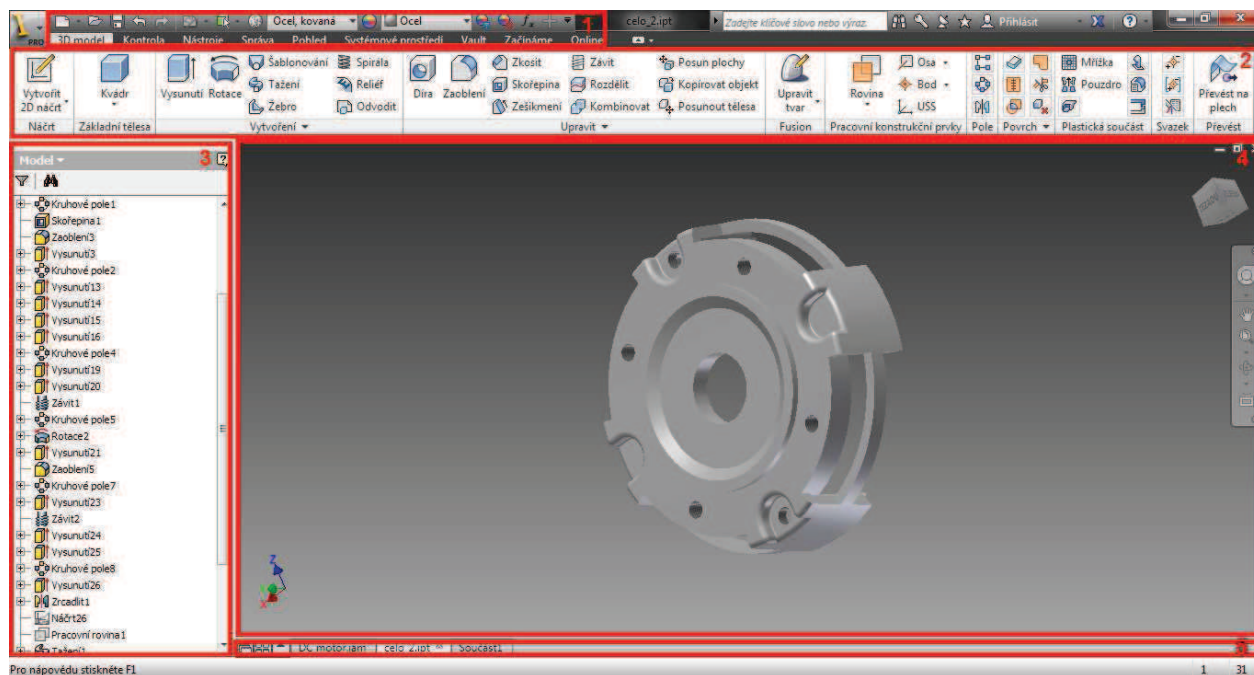 Ocel, kovaná
Ocel
fx
1
celo_2.ipt
Zadejte klíčové slovo nebo výraz.
Přihlásit
PRO
3D model Kontrola Nástroje Správa Pohled Systémové prostředí Vault Začínáme Online
2
Vytvořit 2D náčrt
Kvádr
Vysunutí
Rotace
Šablonování
Tažení
Žebro
Spirála
Reliéf
Odvodit
Díra
Zaoblení
Zkosit
Skořepina
Zešikmení
Závit
Rozdělit
Kombinovat
Posun plochy
Kopírovat objekt
Posunout tělesa
Upravit tvar
Rovina
Osa
Bod
USS
Mřížka
Pouzdro
Převést na plech
Náčrt
Základní tělesa
Vytvoření
Upravit
Fusion
Pracovní konstrukční prvky
Pole
Povrch
Plastická součást
Svazek
Převést
Model
3
4
Kruhové pole1
Skořepina1
Zaoblení3
Vysunutí3
Kruhové pole2
Vysunutí13
Vysunutí14
Vysunutí15
Vysunutí16
Kruhové pole4
Vysunutí19
Vysunutí20
Závit1
Kruhové pole5
Rotace2
Vysunutí21
Zaoblení5
Kruhové pole7
Vysunutí23
Závit2
Vysunutí24
Vysunutí25
Kruhové pole8
Vysunutí26
Zrcadlit1
Náčrt26
Pracovní rovina1
Tažení1
Z
X
DC motor.iam
celo_2.ipt
Součást1
Pro nápovědu stiskněte F1
1 31